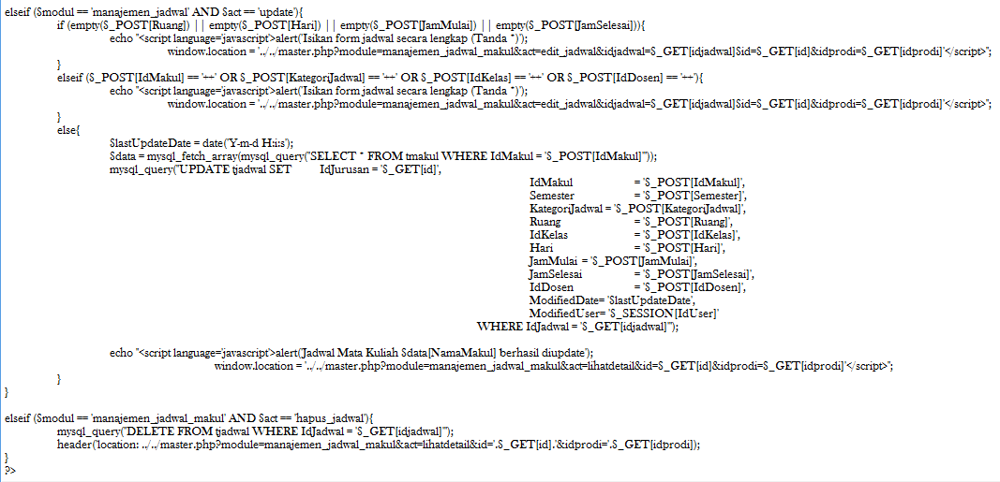 elseif ($modul == 'manajemen_jadwal' AND $act == 'update'){
if (empty($_POST[Ruang]) || empty($_POST[Hari]) || empty($_POST[JamMulai]) || empty($_POST[JamSelesai])){
echo "<script language='javascript'>alert('Isikan form jadwal secara lengkap (Tanda *)');
window.location = '../../master.php?module=manajemen_jadwal_makul&act=edit_jadwal&idjadwal=$_GET[idjadwal]$id=$_GET[id]&idprodi=$_GET[idprodi]'</script>";
}
elseif ($_POST[IdMakul] == '++' OR $_POST[KategoriJadwal] == '++' OR $_POST[IdKelas] == '++' OR $_POST[IdDosen] == '++'){
echo "<script language='javascript'>alert('Isikan form jadwal secara lengkap (Tanda *)');
window.location = '../../master.php?module=manajemen_jadwal_makul&act=edit_jadwal&idjadwal=$_GET[idjadwal]$id=$_GET[id]&idprodi=$_GET[idprodi]'</script>";
}
else{
$lastUpdateDate = date('Y-m-d H:i:s');
$data = mysql_fetch_array(mysql_query("SELECT * FROM tmakul WHERE IdMakul = '$_POST[IdMakul]'"));
mysql_query("UPDATE tjadwal SET IdJurusan = '$_GET[id]',
IdMakul = '$_POST[IdMakul]',
Semester = '$_POST[Semester]',
KategoriJadwal = '$_POST[KategoriJadwal]',
Ruang = '$_POST[Ruang]',
IdKelas = '$_POST[IdKelas]',
Hari = '$_POST[Hari]',
JamMulai = '$_POST[JamMulai]',
JamSelesai = '$_POST[JamSelesai]',
IdDosen = '$_POST[IdDosen]',
ModifiedDate= '$lastUpdateDate',
ModifiedUser= '$_SESSION[IdUser]'
WHERE IdJadwal = '$_GET[idjadwal]'");
echo "<script language='javascript'>alert('Jadwal Mata Kuliah $data[NamaMakul] berhasil diupdate');
window.location = '../../master.php?module=manajemen_jadwal_makul&act=lihatdetail&id=$_GET[id]&idprodi=$_GET[idprodi]'</script>";
}
}
elseif ($modul == 'manajemen_jadwal_makul' AND $act == 'hapus_jadwal'){
mysql_query("DELETE FROM tjadwal WHERE IdJadwal = '$_GET[idjadwal]'");
header('location: ../../master.php?module=manajemen_jadwal_makul&act=lihatdetail&id='.$_GET[id].'&idprodi='.$_GET[idprodi]);
}
?>